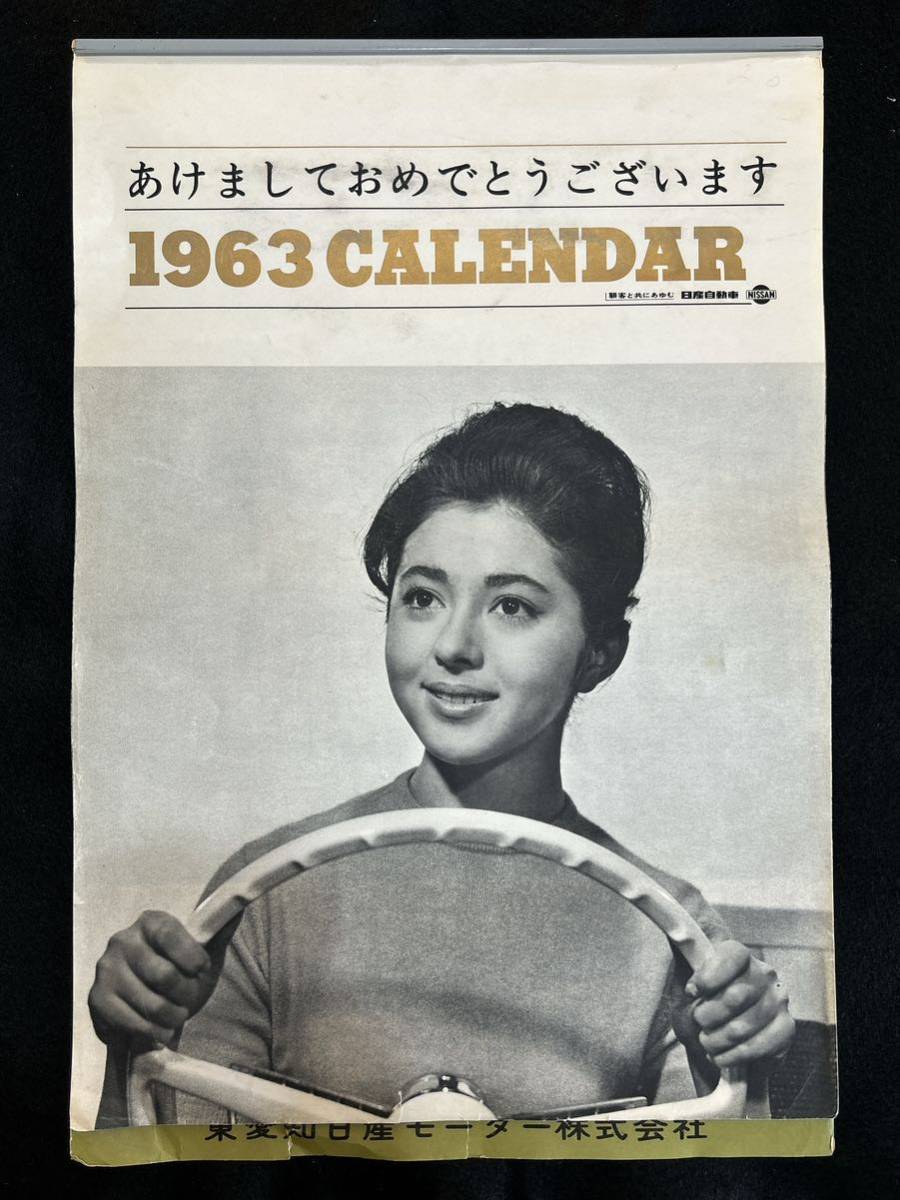 あけましておめでとうございます
1963 CALENDAR
顧客と共にあゆむ 日産自動車 NISSAN
東愛知日産モーター株式会社